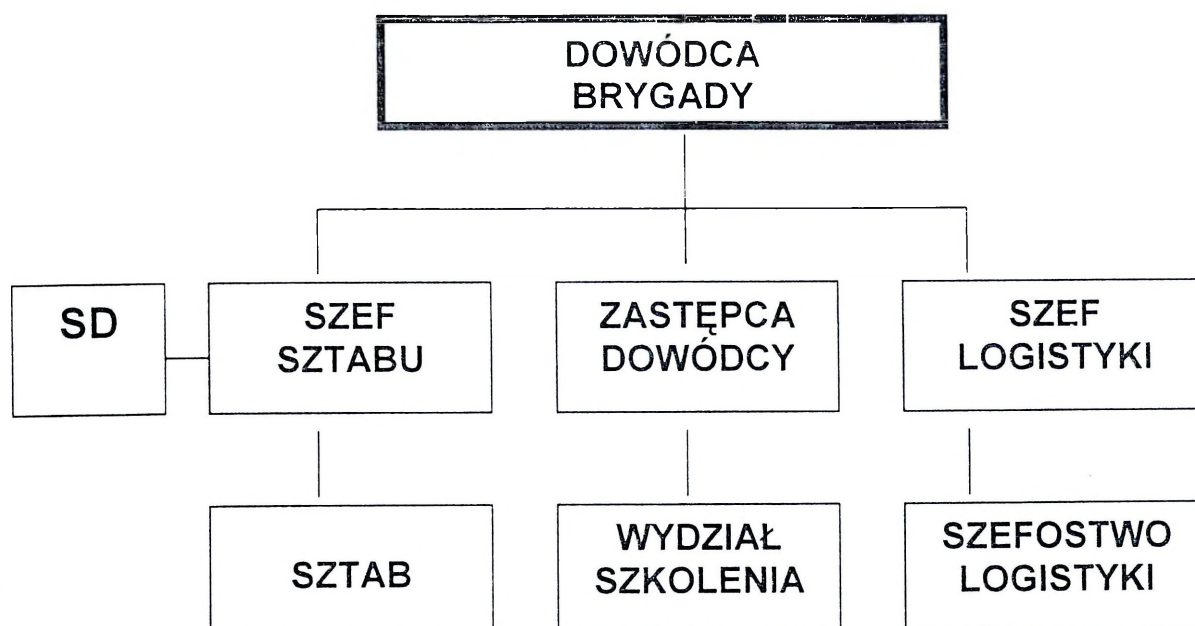 DOWÓDCA
BRYGADY
SD
SZEF
SZTABU
ZASTĘPCA
DOWÓDCY
SZEF
LOGISTYKI
SZTAB
WYDZIAŁ
SZKOLENIA
SZEFOSTWO
LOGISTYKI